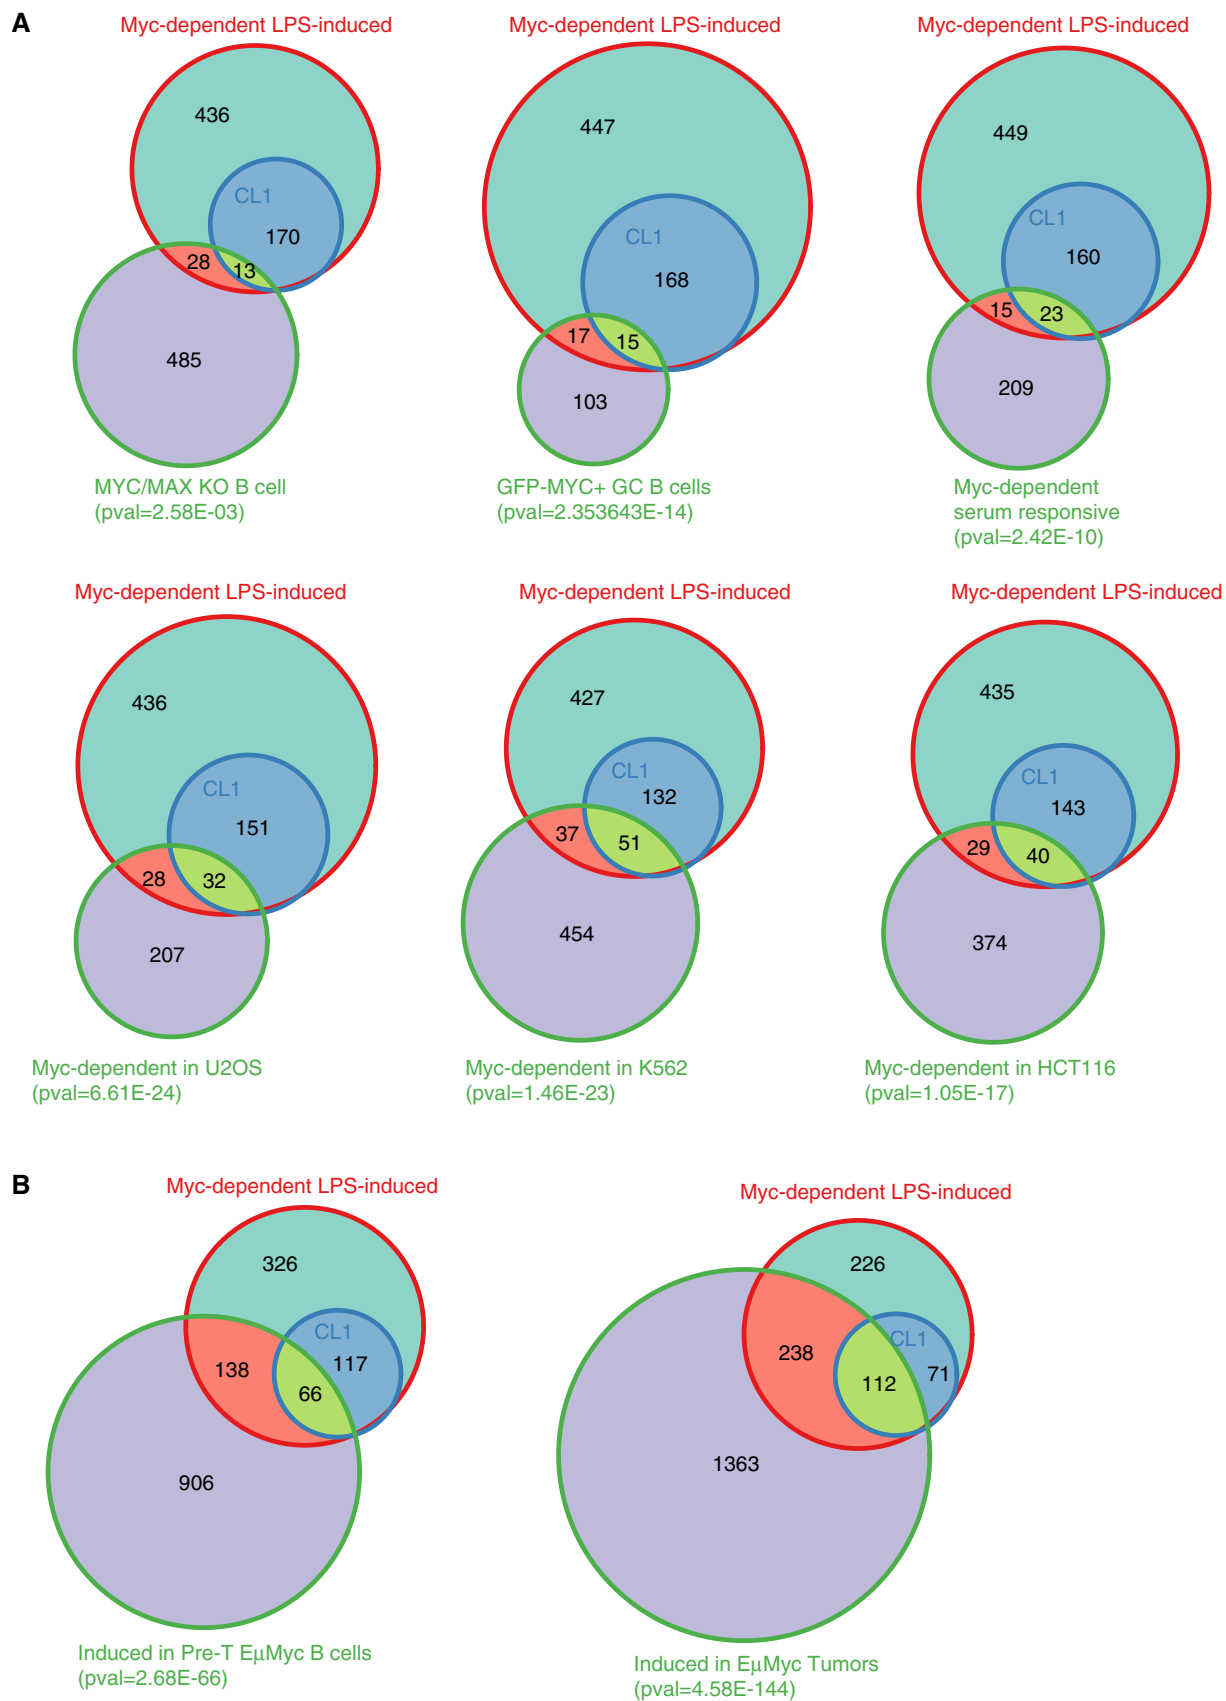 A
Myc-dependent LPS-induced
436
CL1
170
28
13
485
MYC/MAX KO B cell
(pval=2.58E-03)
Myc-dependent LPS-induced
447
CL1
168
17
15
103
GFP-MYC+ GC B cells
(pval=2.353643E-14)
Myc-dependent LPS-induced
449
CL1
160
15
23
209
Myc-dependent
serum responsive
(pval=2.42E-10)
Myc-dependent LPS-induced
436
CL1
151
28
32
207
Myc-dependent in U2OS
(pval=6.61E-24)
Myc-dependent LPS-induced
427
CL1
132
37
51
454
Myc-dependent in K562
(pval=1.46E-23)
Myc-dependent LPS-induced
435
CL1
143
29
40
374
Myc-dependent in HCT116
(pval=1.05E-17)
B
Myc-dependent LPS-induced
326
CL1
117
138
66
906
Induced in Pre-T EμMyc B cells
(pval=2.68E-66)
Myc-dependent LPS-induced
226
CL1
71
238
112
1363
Induced in EμMyc Tumors
(pval=4.58E-144)